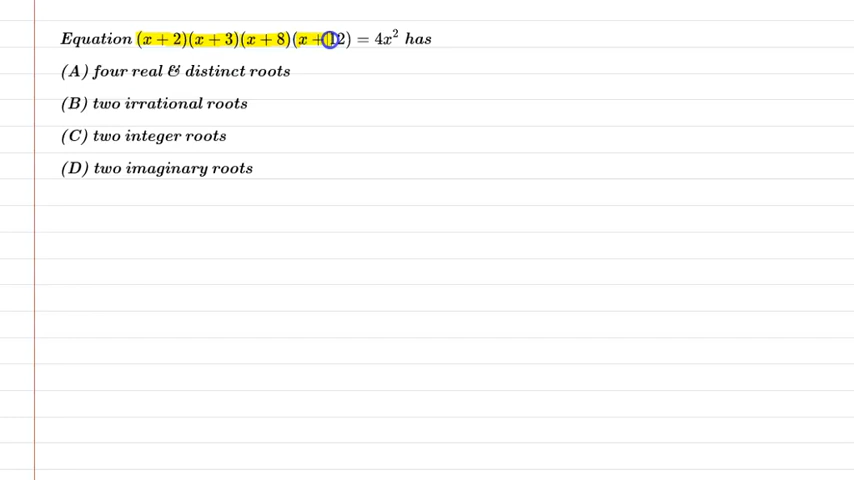 Equation (x + 2)(x + 3)(x + 8)(x + 12) = 4x² has
(A) four real & distinct roots
(B) two irrational roots
(C) two integer roots
(D) two imaginary roots